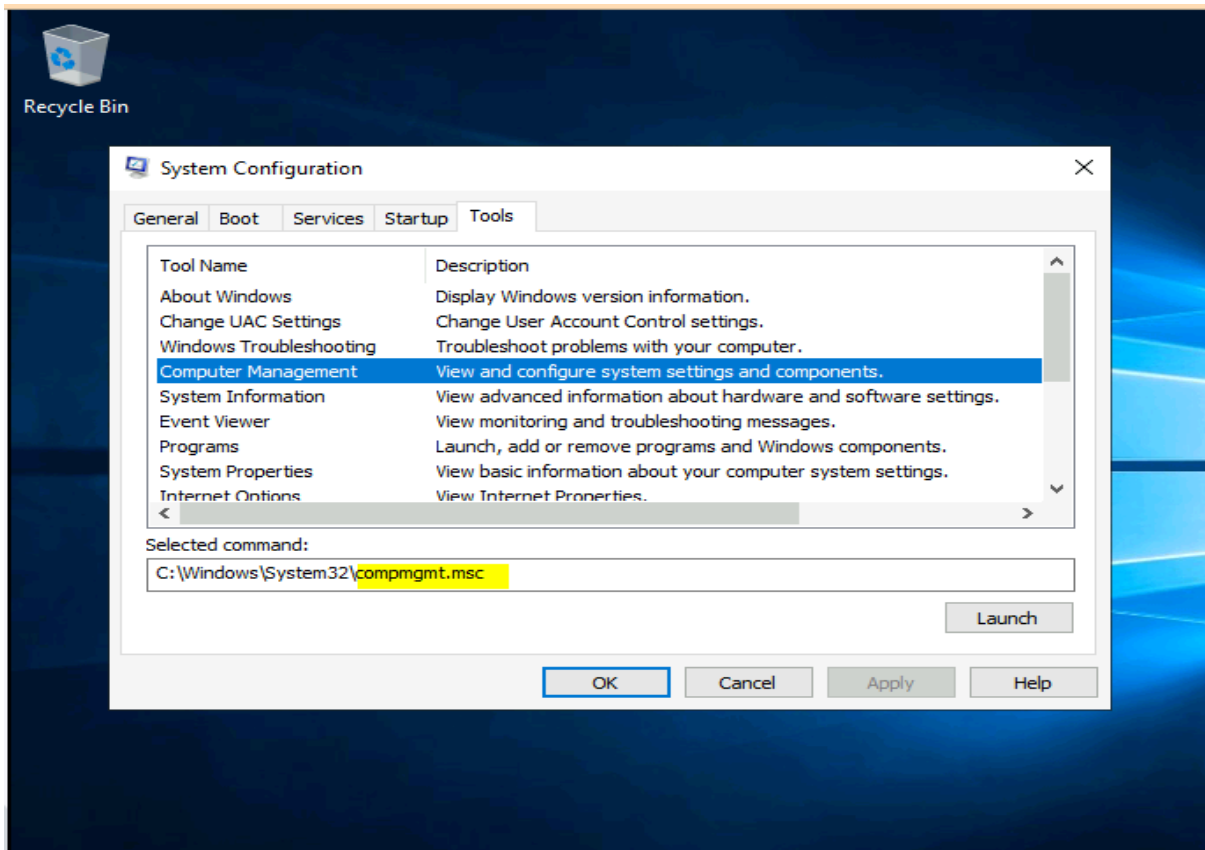 Recycle Bin
System Configuration
General Boot Services Startup Tools
Tool Name Description
About Windows Display Windows version information.
Change UAC Settings Change User Account Control settings.
Windows Troubleshooting Troubleshoot problems with your computer.
Computer Management View and configure system settings and components.
System Information View advanced information about hardware and software settings.
Event Viewer View monitoring and troubleshooting messages.
Programs Launch, add or remove programs and Windows components.
System Properties View basic information about your computer system settings.
Internet Options View Internet Properties.
Selected command:
C:\Windows\System32\compmgmt.msc
Launch
OK Cancel Apply Help